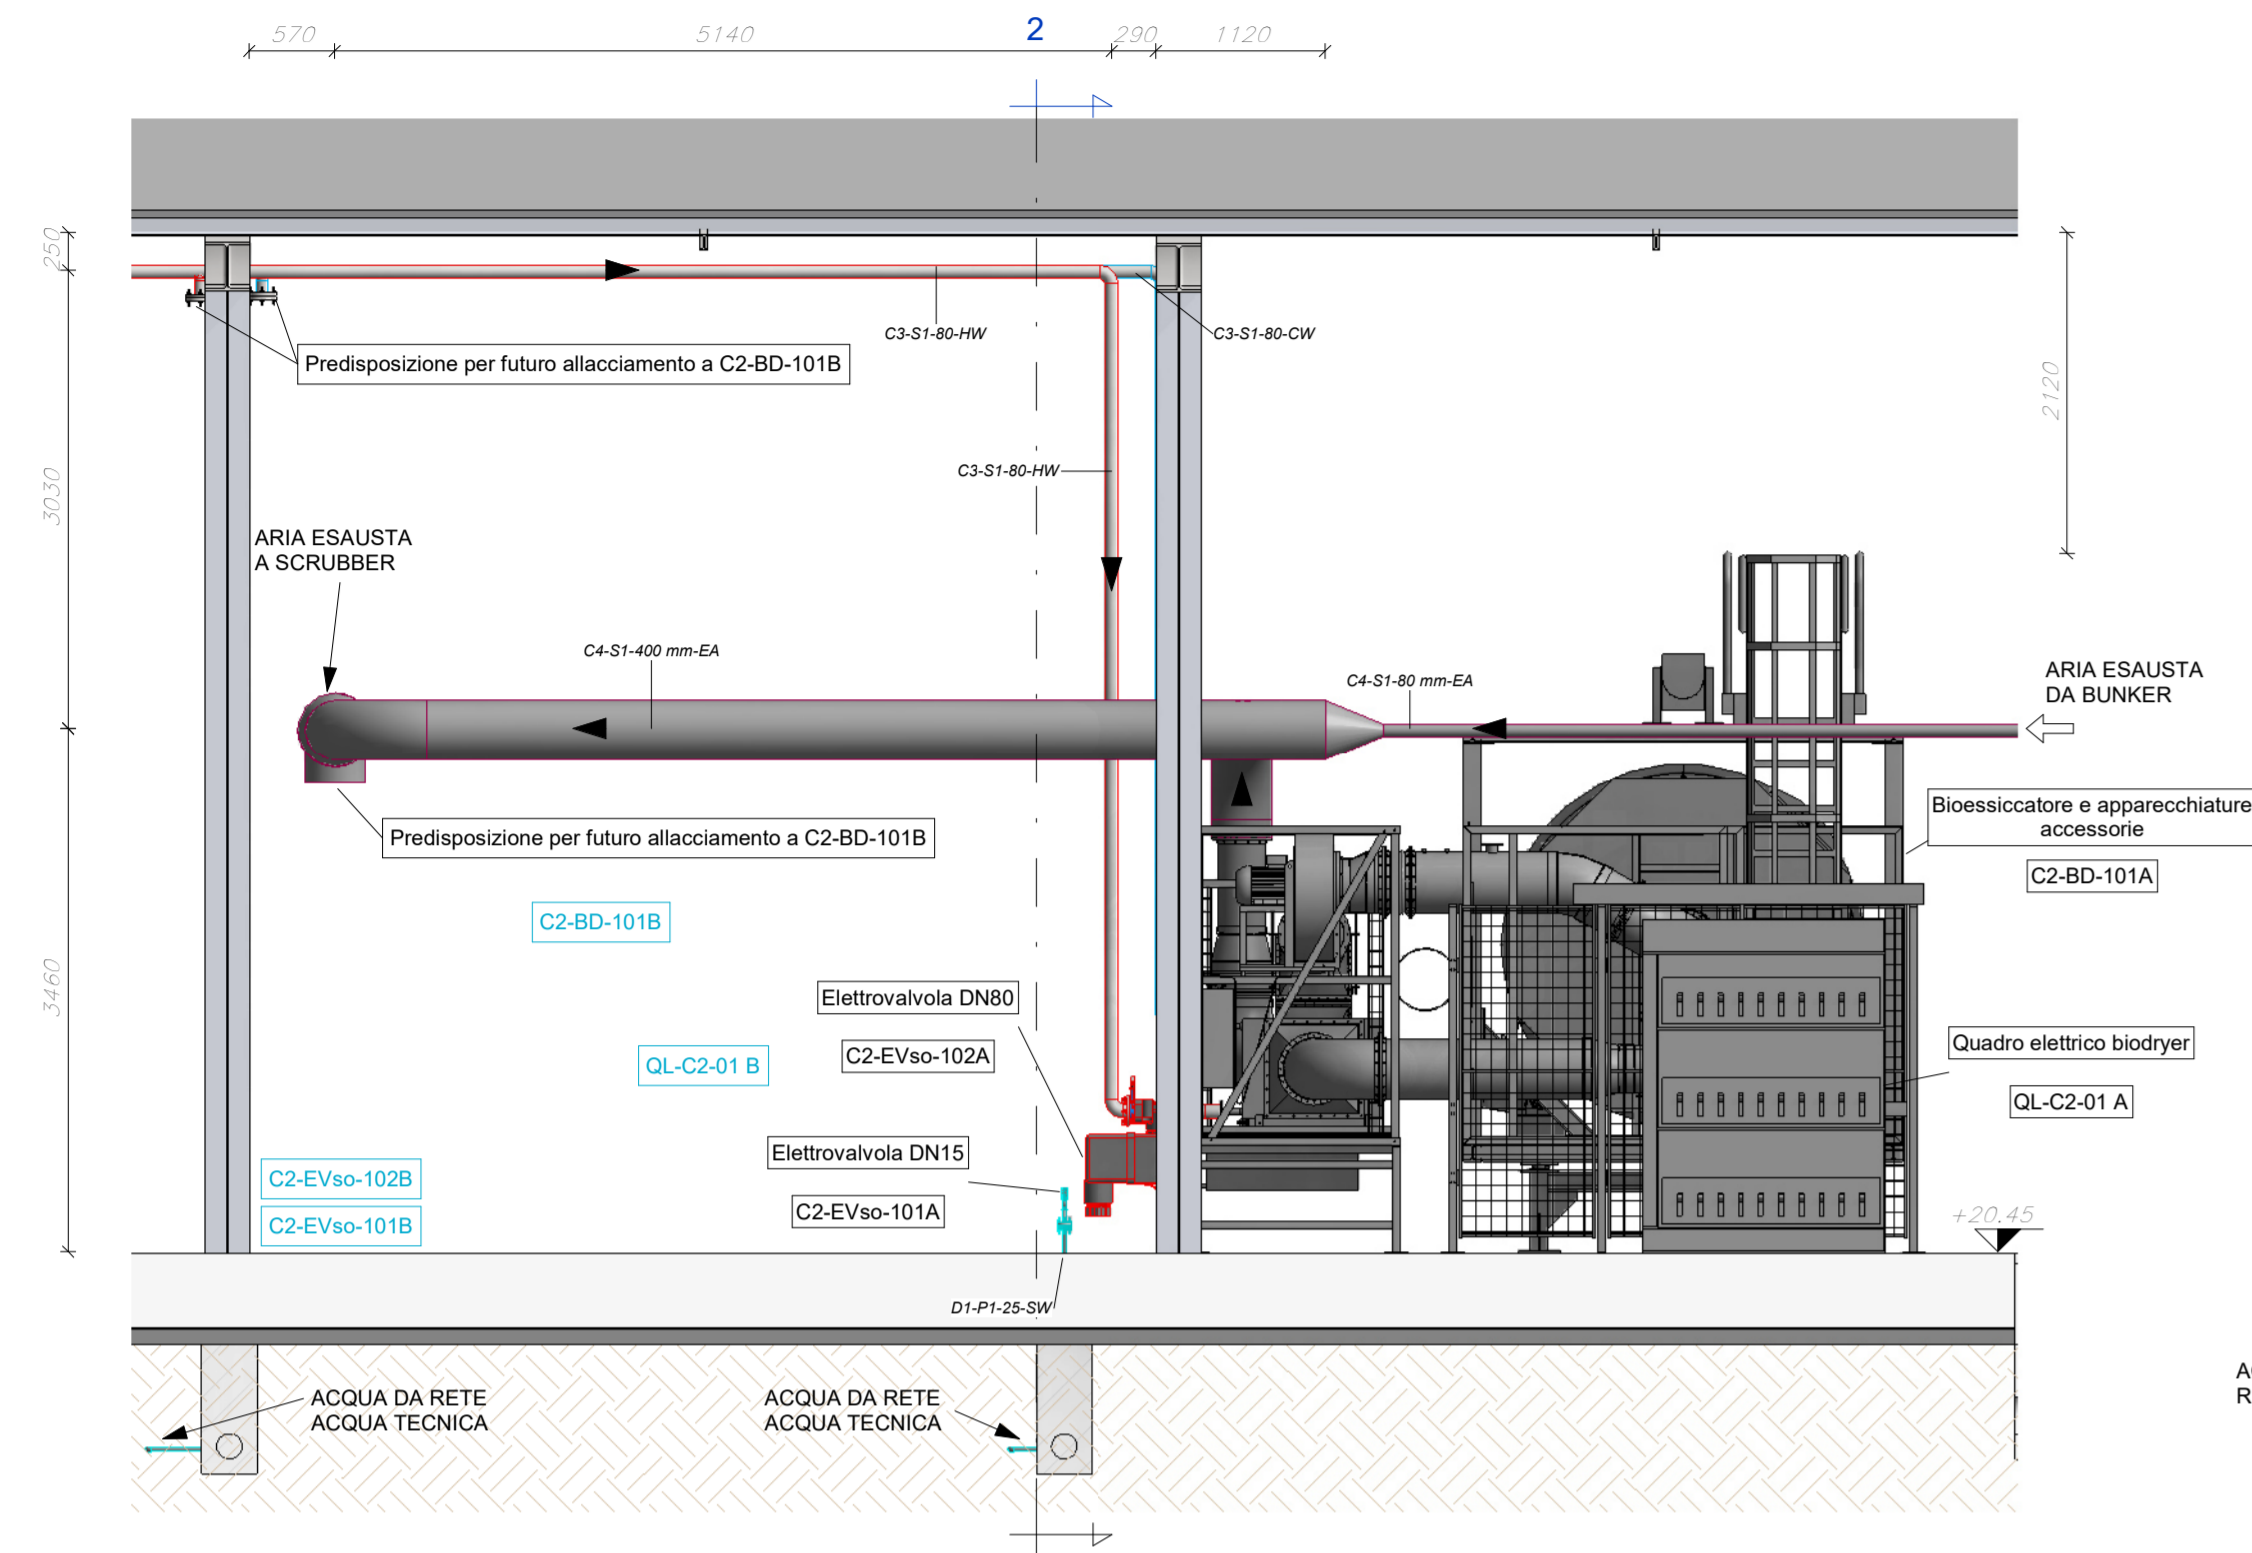 570
5140
2
290
1120
250
C3-S1-80-HW
C3-S1-80-CW
Predisposizione per futuro allacciamento a C2-BD-101B
2120
3030
C3-S1-80-HW
ARIA ESAUSTA
A SCRUBBER
C4-S1-400 mm-EA
C4-S1-80 mm-EA
ARIA ESAUSTA
DA BUNKER
Predisposizione per futuro allacciamento a C2-BD-101B
Bioessiccatore e apparecchiature
accessorie
C2-BD-101A
C2-BD-101B
3460
Elettrovalvola DN80
C2-EVso-102A
QL-C2-01 B
Quadro elettrico biodryer
QL-C2-01 A
Elettrovalvola DN15
C2-EVso-101A
C2-EVso-102B
C2-EVso-101B
+20.45
D1-P1-25-SW
ACQUA DA RETE
ACQUA TECNICA
ACQUA DA RETE
ACQUA TECNICA